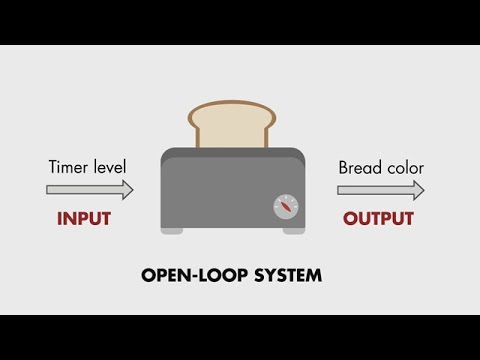 Timer level
INPUT
Bread color
OUTPUT
OPEN-LOOP SYSTEM